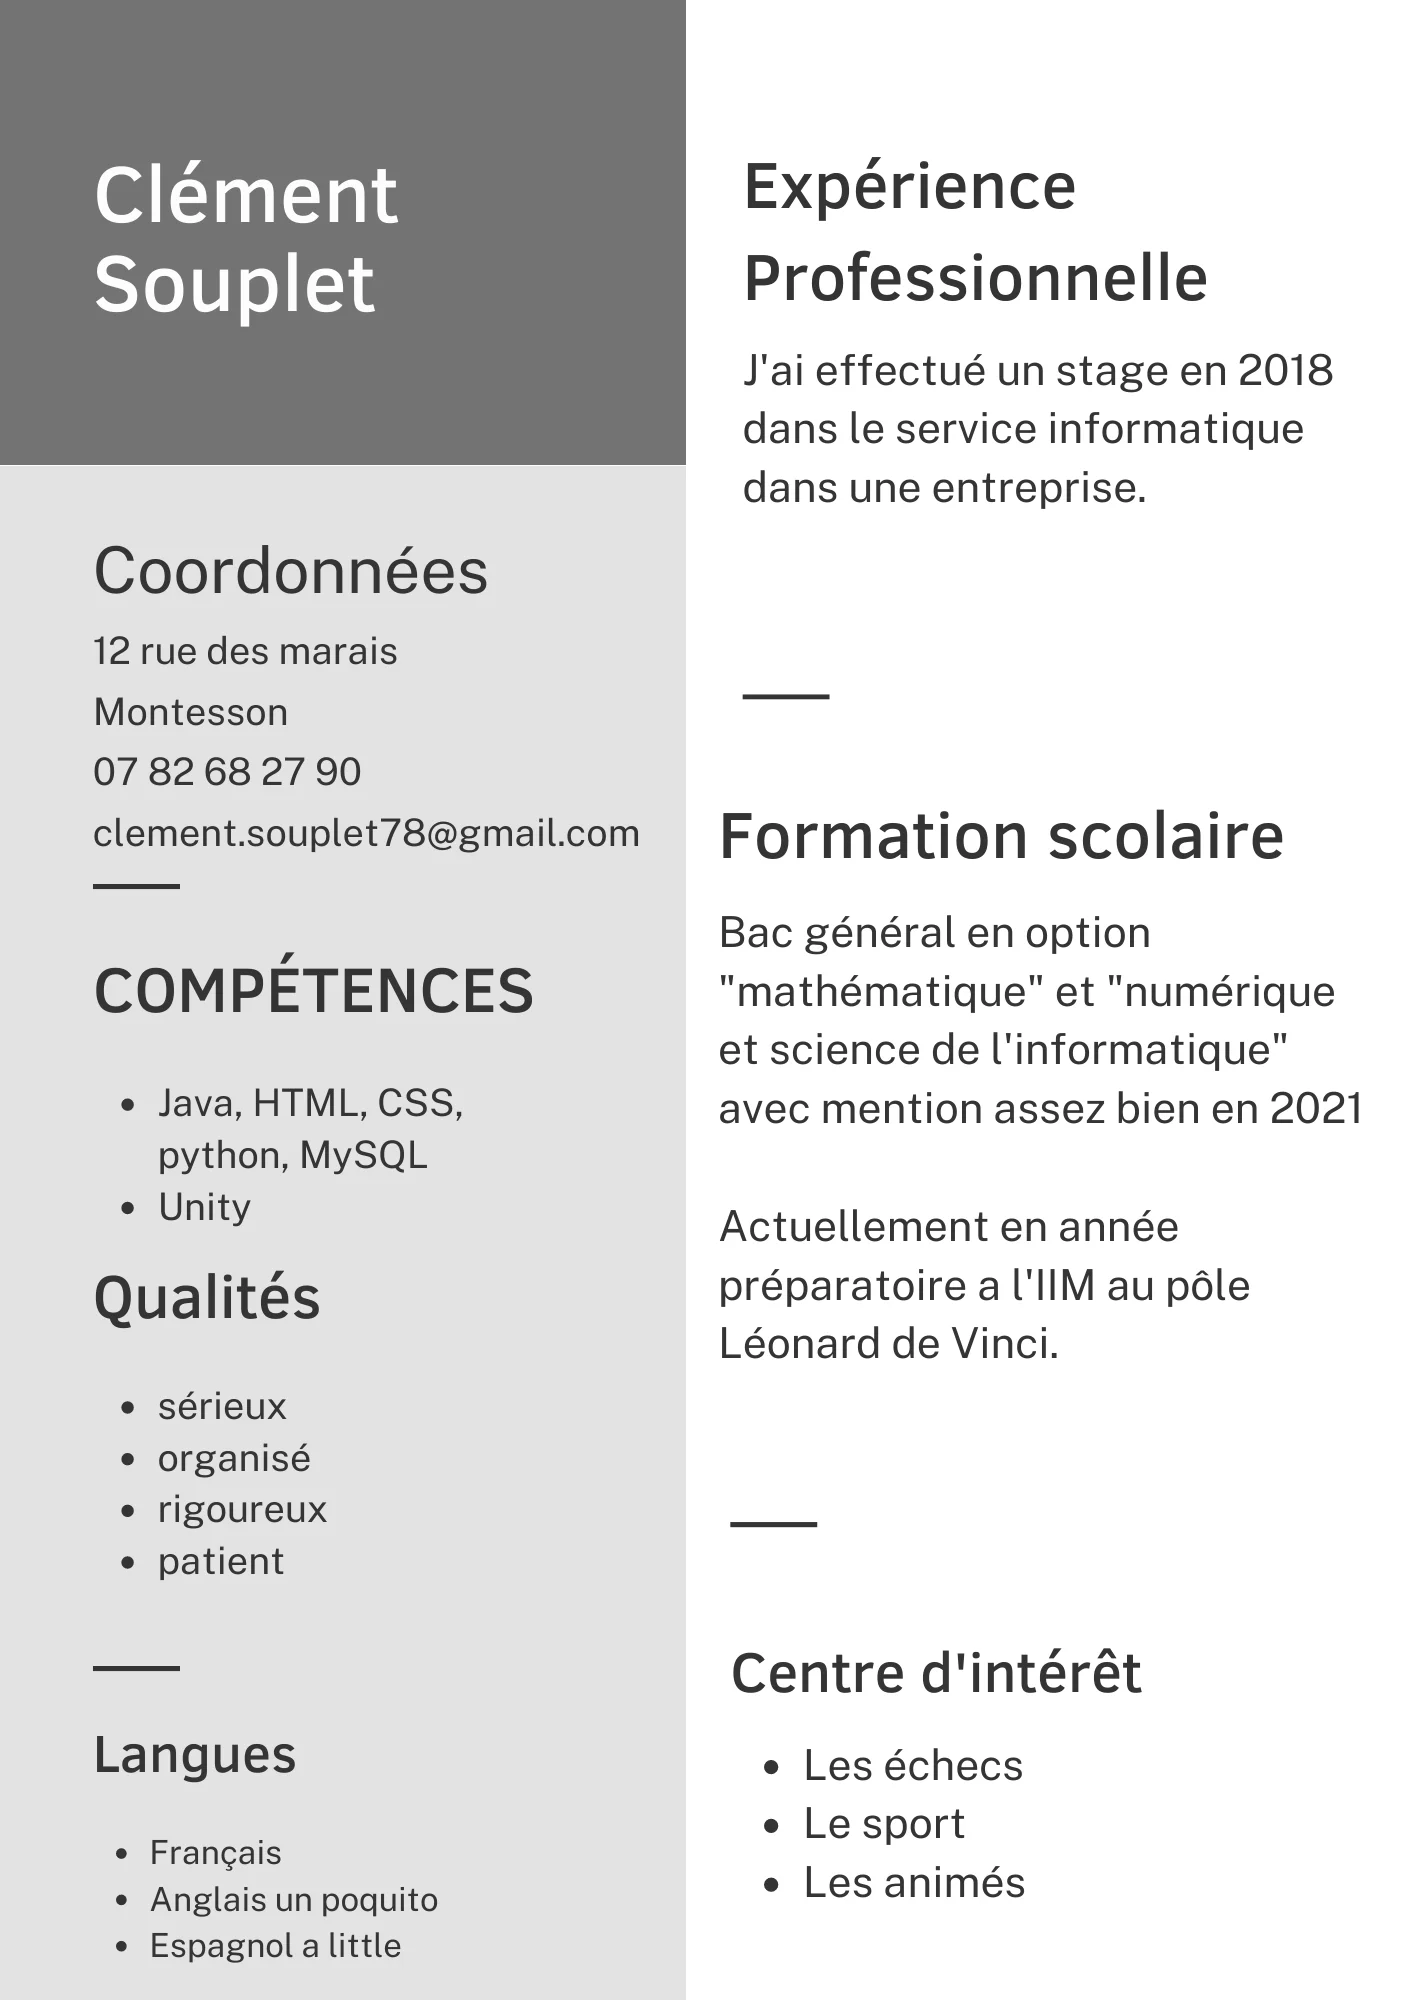 Clément
Souplet
Coordonnées
12 rue des marais
Montesson
07 82 68 27 90
clement.souplet78@gmail.com
COMPÉTENCES
• Java, HTML, CSS,
python, MySQL
• Unity
Qualités
• sérieux
• organisé
• rigoureux
• patient
Langues
• Français
• Anglais un poquito
• Espagnol a little
Expérience
Professionnelle
J'ai effectué un stage en 2018
dans le service informatique
dans une entreprise.
Formation scolaire
Bac général en option
"mathématique" et "numérique
et science de l'informatique"
avec mention assez bien en 2021
Actuellement en année
préparatoire a l'IIM au pôle
Léonard de Vinci.
Centre d'intérêt
• Les échecs
• Le sport
• Les animés